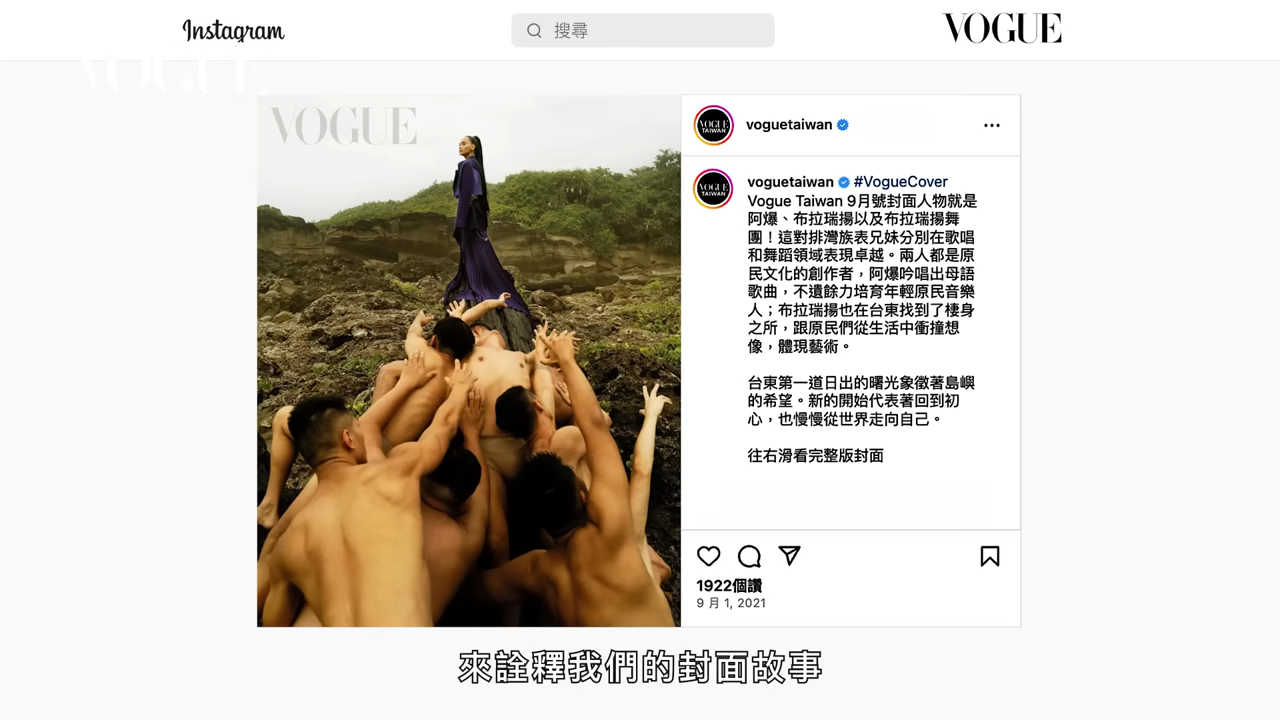 Instagram
搜尋
VOGUE
VOGUE
VOGUE
VOGUE
TAIWAN
voguetaiwan
VOGUE
TAIWAN
voguetaiwan #VogueCover
Vogue Taiwan 9月號封面人物就是
阿爆、布拉瑞揚以及布拉瑞揚舞
團！這對排灣族表兄妹分別在歌唱
和舞蹈領域表現卓越。兩人都是原
民文化的創作者，阿爆吟唱出母語
歌曲，不遺餘力培育年輕原民音樂
人；布拉瑞揚也在台東找到了棲身
之所，跟原民們從生活中衝撞想
像，體現藝術。
台東第一道日出的曙光象徵著島嶼
的希望。新的開始代表著回到初
心，也慢慢從世界走向自己。
往右滑看完整版封面
1922個讚
9 月 1, 2021
來詮釋我們的封面故事